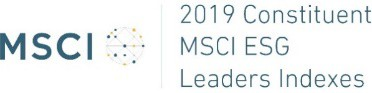 MSCI
2019 Constituent
MSCI ESG
Leaders Indexes